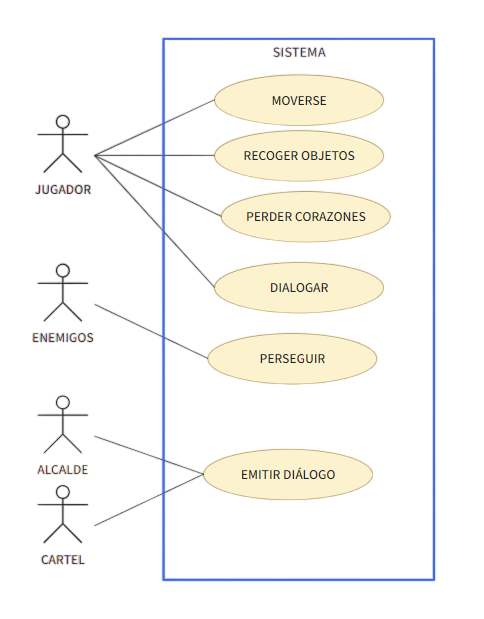 SISTEMA
MOVERSE
RECOGER OBJETOS
JUGADOR
PERDER CORAZONES
DIALOGAR
ENEMIGOS
PERSEGUIR
ALCALDE
EMITIR DIÁLOGO
CARTEL